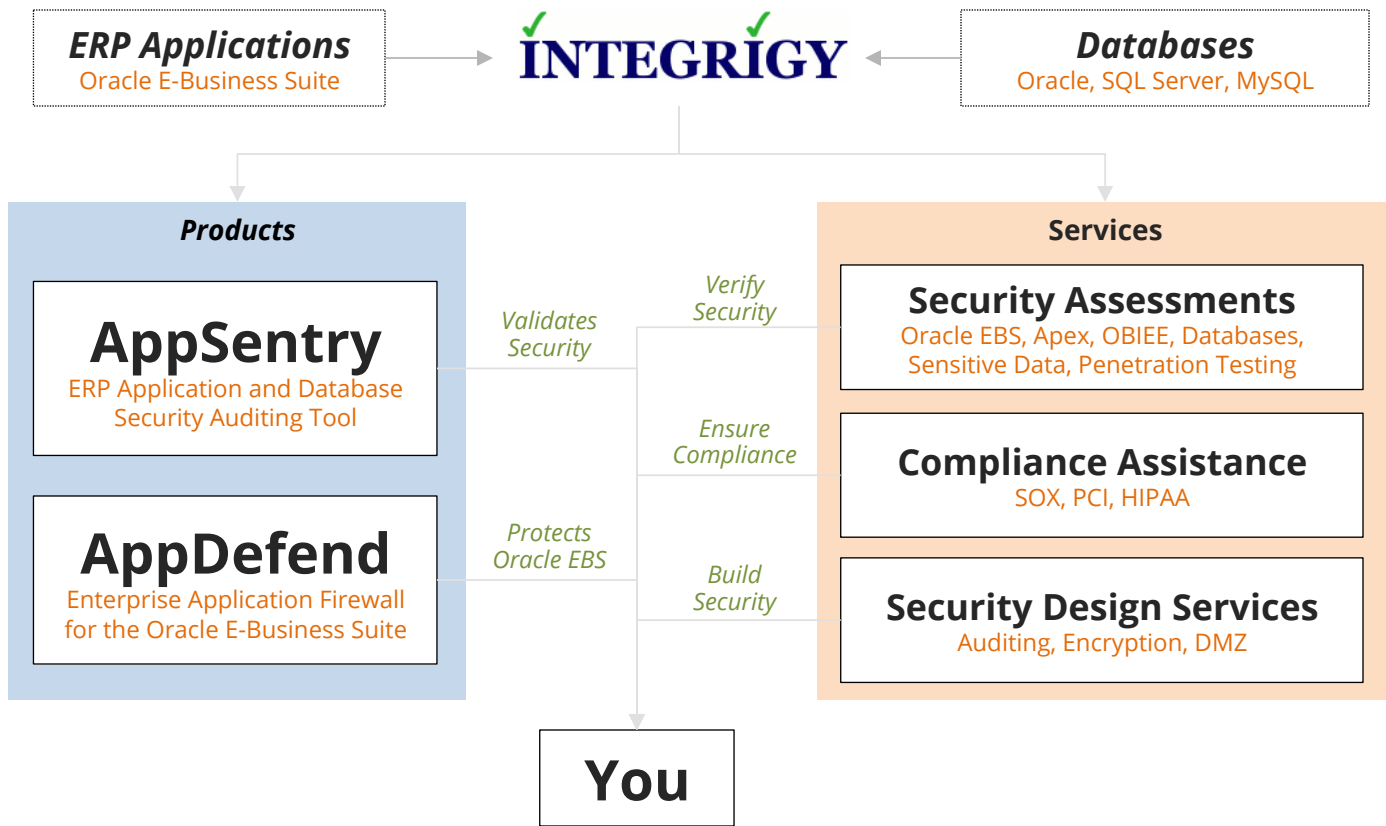 ERP Applications
Oracle E-Business Suite
INTEGRIGY
Databases
Oracle, SQL Server, MySQL
Products
AppSentry
ERP Application and Database
Security Auditing Tool
AppDefend
Enterprise Application Firewall
for the Oracle E-Business Suite
Validates
Security
Protects
Oracle EBS
Verify
Security
Ensure
Compliance
Build
Security
Services
Security Assessments
Oracle EBS, Apex, OBIEE, Databases,
Sensitive Data, Penetration Testing
Compliance Assistance
SOX, PCI, HIPAA
Security Design Services
Auditing, Encryption, DMZ
You